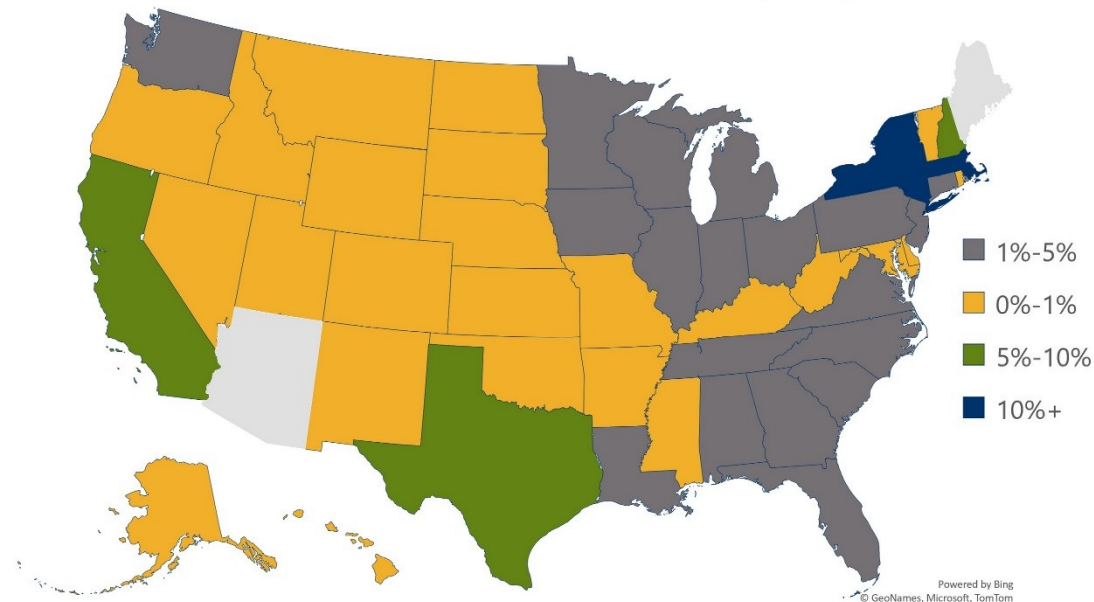 1%-5%
0%-1%
5%-10%
10%+
Powered by Bing
© GeoNames, Microsoft, TomTom